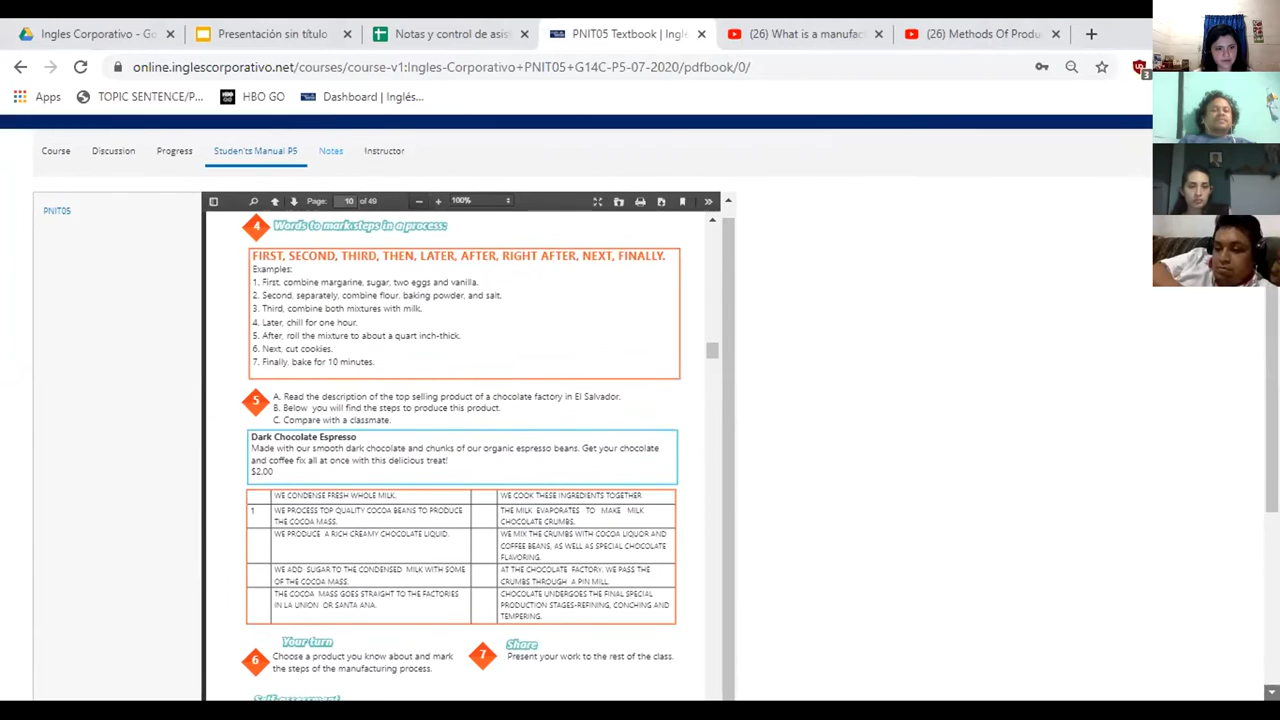 Ingles Corporativo - Go
Presentación sin título
Notas y control de asis
PNIT05 Textbook | Inglé
(26) What is a manufac
(26) Methods Of Produ
online.inglescorporativo.net/courses/course-v1:Ingles-Corporativo+PNIT05+G14C-P5-07-2020/pdfbook/0/
3
Apps
TOPIC SENTENCE/P...
HBO GO
Dashboard | Inglés...
Course
Discussion
Progress
Studen'ts Manual P5
Notes
Instructor
PNIT05
Page: 10 of 49
100%
4 Words to mark steps in a process:
FIRST, SECOND, THIRD, THEN, LATER, AFTER, RIGHT AFTER, NEXT, FINALLY.
Examples:
1. First, combine margarine, sugar, two eggs and vanilla.
2. Second, separately, combine flour, baking powder, and salt.
3. Third, combine both mixtures with milk.
4. Later, chill for one hour.
5. After, roll the mixture to about a quart inch-thick.
6. Next, cut cookies.
7. Finally, bake for 10 minutes.
5
A. Read the description of the top selling product of a chocolate factory in El Salvador.
B. Below you will find the steps to produce this product.
C. Compare with a classmate.
Dark Chocolate Espresso
Made with our smooth dark chocolate and chunks of our organic espresso beans. Get your chocolate
and coffee fix all at once with this delicious treat!
$2.00
WE CONDENSE FRESH WHOLE MILK.
WE COOK THESE INGREDIENTS TOGETHER
1
WE PROCESS TOP QUALITY COCOA BEANS TO PRODUCE
THE COCOA MASS.
THE MILK EVAPORATES TO MAKE MILK
CHOCOLATE CRUMBS.
WE PRODUCE A RICH CREAMY CHOCOLATE LIQUID.
WE MIX THE CRUMBS WITH COCOA LIQUOR AND
COFFEE BEANS, AS WELL AS SPECIAL CHOCOLATE
FLAVORING.
WE ADD SUGAR TO THE CONDENSED MILK WITH SOME
OF THE COCOA MASS.
AT THE CHOCOLATE FACTORY, WE PASS THE
CRUMBS THROUGH A PIN MILL.
THE COCOA MASS GOES STRAIGHT TO THE FACTORIES
IN LA UNION OR SANTA ANA.
CHOCOLATE UNDERGOES THE FINAL SPECIAL
PRODUCTION STAGES-REFINING, CONCHING AND
TEMPERING.
Your turn
6
Choose a product you know about and mark
the steps of the manufacturing process.
7
Share
Present your work to the rest of the class.
Self-assessment